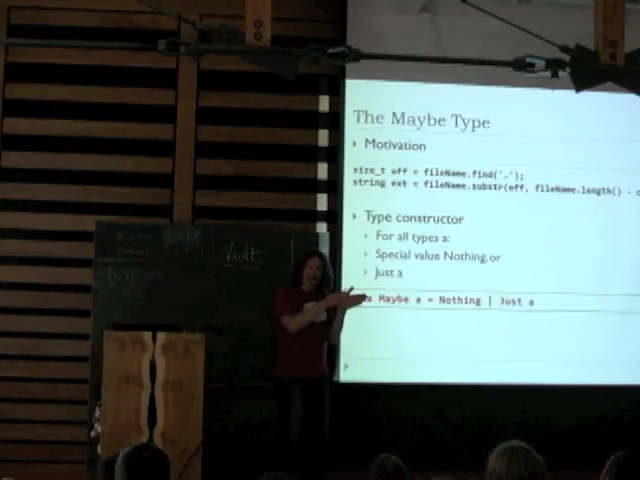 The Maybe Type
Motivation
size_t off = fileName.find('.');
string ext = fileName.substr(off, fileName.length() -
Type constructor
For all types a:
Special value Nothing, or
Just a
Maybe a = Nothing | Just a
Vault